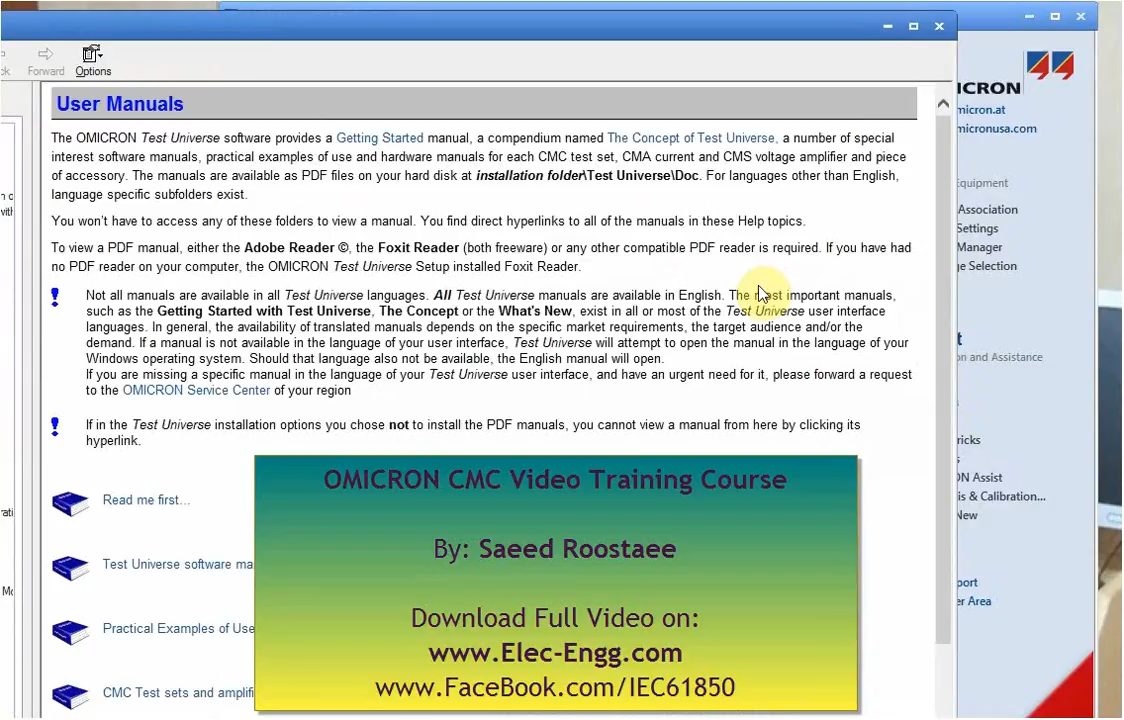 ck
Forward
Options
User Manuals
The OMICRON Test Universe software provides a Getting Started manual, a compendium named The Concept of Test Universe, a number of special
interest software manuals, practical examples of use and hardware manuals for each CMC test set, CMA current and CMS voltage amplifier and piece
of accessory. The manuals are available as PDF files on your hard disk at installation folder\Test Universe\Doc. For languages other than English,
language specific subfolders exist.
You won't have to access any of these folders to view a manual. You find direct hyperlinks to all of the manuals in these Help topics.
To view a PDF manual, either the Adobe Reader ©, the Foxit Reader (both freeware) or any other compatible PDF reader is required. If you have had
no PDF reader on your computer, the OMICRON Test Universe Setup installed Foxit Reader.
Not all manuals are available in all Test Universe languages. All Test Universe manuals are available in English. The most important manuals,
such as the Getting Started with Test Universe, The Concept or the What's New, exist in all or most of the Test Universe user interface
languages. In general, the availability of translated manuals depends on the specific market requirements, the target audience and/or the
demand. If a manual is not available in the language of your user interface, Test Universe will attempt to open the manual in the language of your
Windows operating system. Should that language also not be available, the English manual will open.
If you are missing a specific manual in the language of your Test Universe user interface, and have an urgent need for it, please forward a request
to the OMICRON Service Center of your region
If in the Test Universe installation options you chose not to install the PDF manuals, you cannot view a manual from here by clicking its
hyperlink.
Read me first...
Test Universe software ma
Practical Examples of Use
CMC Test sets and amplifi
OMICRON CMC Video Training Course
By: Saeed Roostaee
Download Full Video on:
www.Elec-Engg.com
www.FaceBook.com/IEC61850
ICRON
micron.at
micronusa.com
Equipment
Association
Settings
Manager
ge Selection
t
on and Assistance
ricks
s
ON Assist
is & Calibration...
New
port
er Area